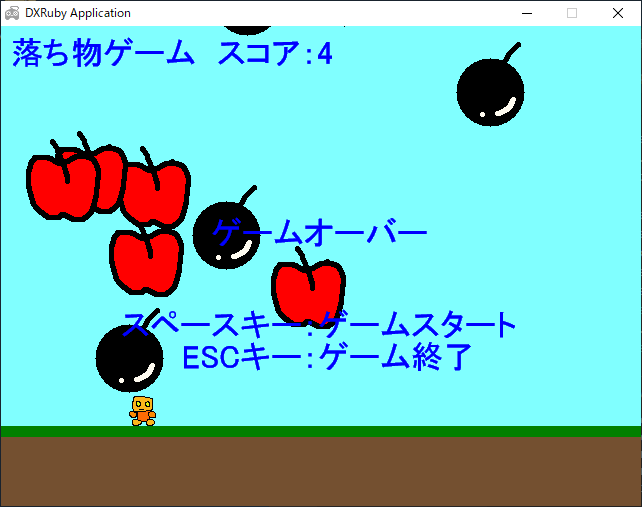 DXRuby Application
落ち物ゲーム　スコア：4
ゲームオーバー
スペースキー：ゲームスタート
ESCキー：ゲーム終了